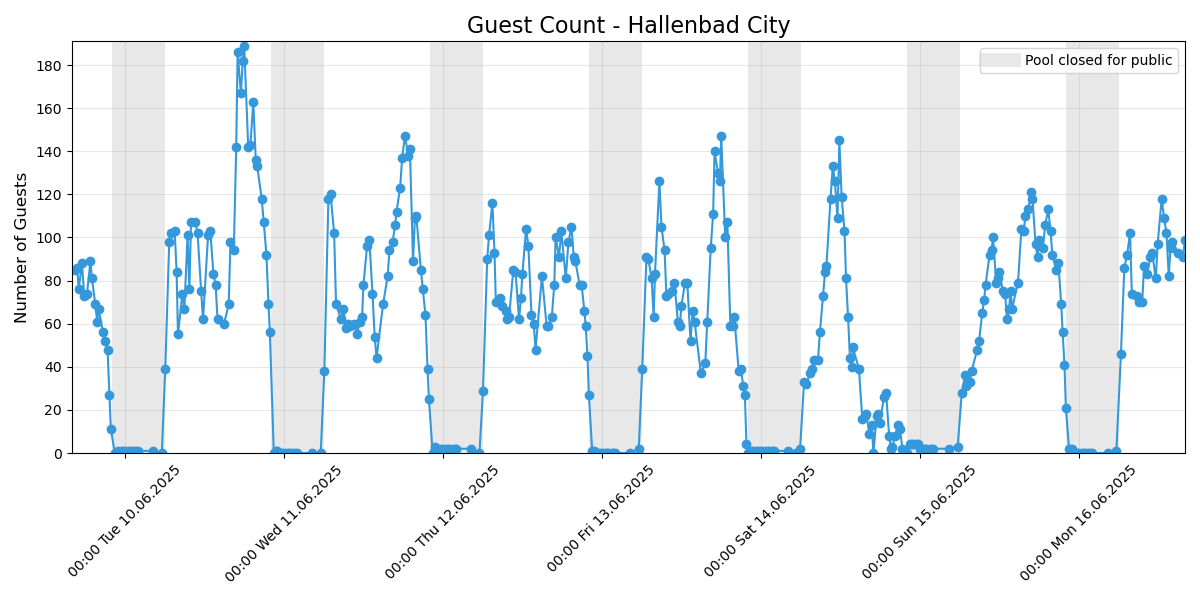 Guest Count - Hallenbad City
Pool closed for public
Number of Guests
180
160
140
120
100
80
60
40
20
0
00:00 Tue 10.06.2025
00:00 Wed 11.06.2025
00:00 Thu 12.06.2025
00:00 Fri 13.06.2025
00:00 Sat 14.06.2025
00:00 Sun 15.06.2025
00:00 Mon 16.06.2025